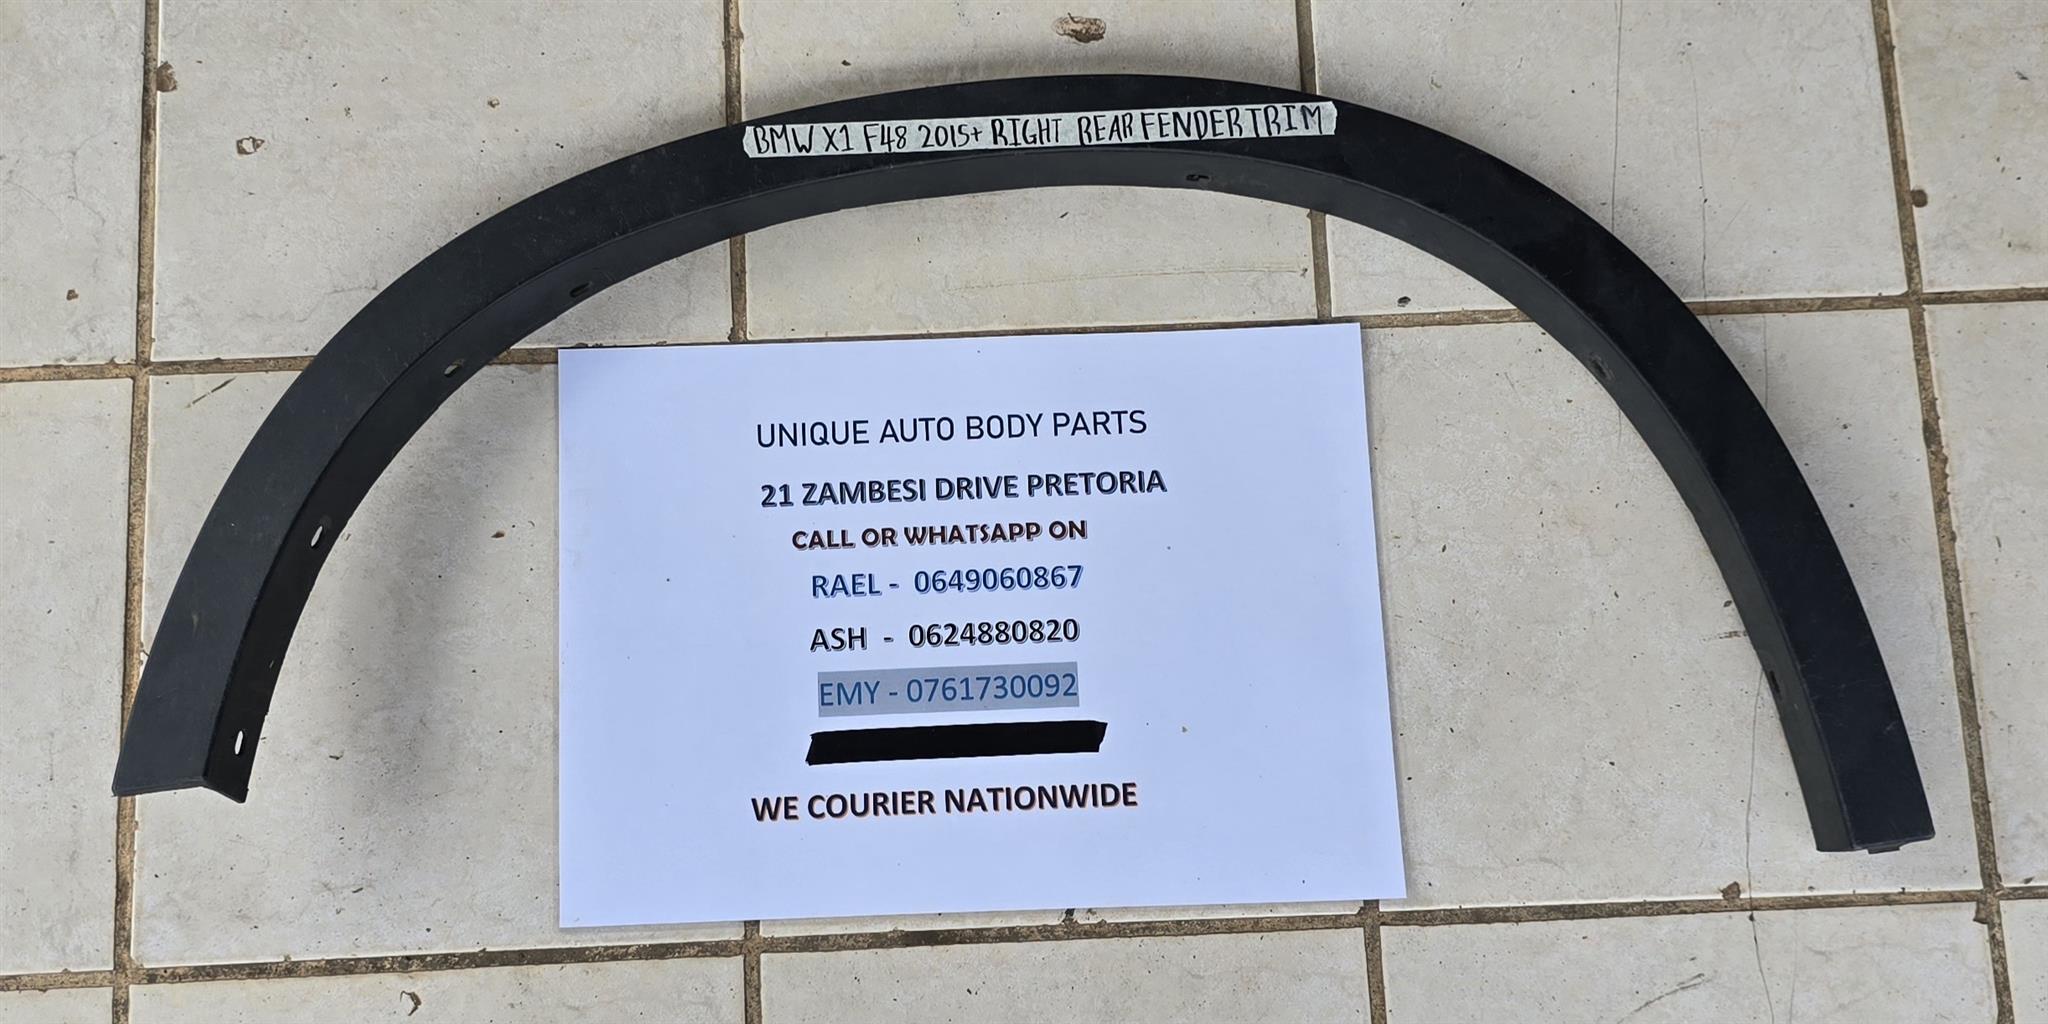 BMW X1 F48 2015+ RIGHT REAR FENDER TRIM
UNIQUE AUTO BODY PARTS
21 ZAMBESI DRIVE PRETORIA
CALL OR WHATSAPP ON
RAEL - 0649060867
ASH - 0624880820
EMY - 0761730092
WE COURIER NATIONWIDE